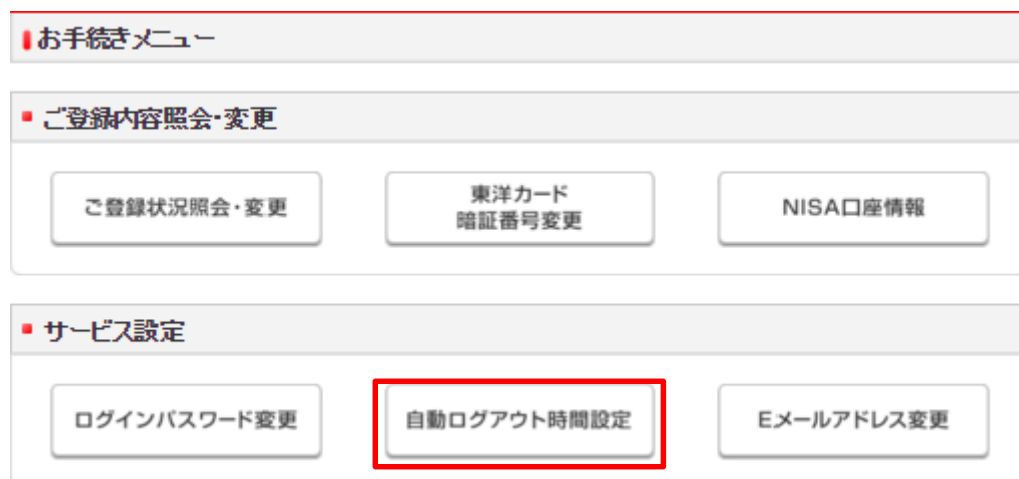 お手続きメニュー
ご登録内容照会・変更
ご登録状況照会・変更
東洋カード
暗証番号変更
NISA口座情報
サービス設定
ログインパスワード変更
自動ログアウト時間設定
Eメールアドレス変更